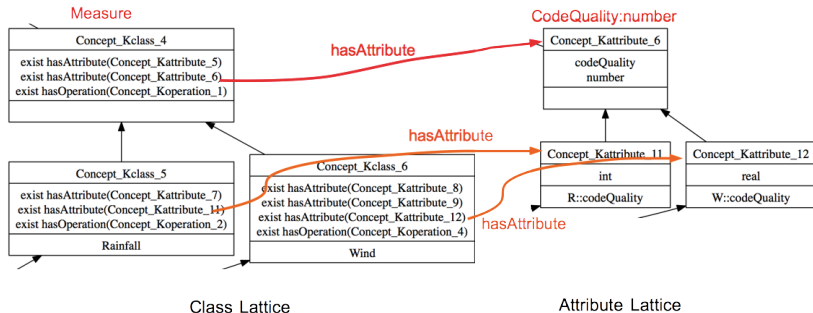 Measure
CodeQuality:number
Concept_Kclass_4
exist hasAttribute(Concept_Kattribute_5)
exist hasAttribute(Concept_Kattribute_6)
exist hasOperation(Concept_Koperation_1)
hasAttribute
Concept_Kattribute_6
codeQuality
number
hasAttribute
Concept_Kclass_5
exist hasAttribute(Concept_Kattribute_7)
exist hasAttribute(Concept_Kattribute_11)
exist hasOperation(Concept_Koperation_2)
Rainfall
Concept_Kclass_6
exist hasAttribute(Concept_Kattribute_8)
exist hasAttribute(Concept_Kattribute_9)
exist hasAttribute(Concept_Kattribute_12)
exist hasOperation(Concept_Koperation_4)
Wind
hasAttribute
Concept_Kattribute_11
int
R::codeQuality
Concept_Kattribute_12
real
W::codeQuality
Class Lattice
Attribute Lattice